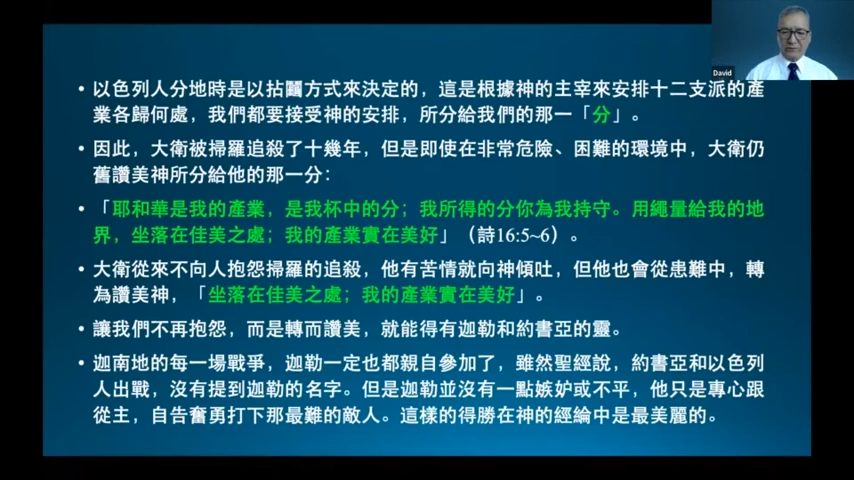 David
• 以色列人分地時是以拈鬮方式來決定的，這是根據神的主宰來安排十二支派的產
業各歸何處，我們都要接受神的安排，所分給我們的那一「分」。
• 因此，大衛被掃羅追殺了十幾年，但是即使在非常危險、困難的環境中，大衛仍
舊讚美神所分給他的那一分：
• 「耶和華是我的產業，是我杯中的分；我所得的分你為我持守。用繩量給我的地
界，坐落在佳美之處；我的產業實在美好」（詩16:5~6）。
• 大衛從來不向人抱怨掃羅的追殺，他有苦情就向神傾吐，但他也會從患難中，轉
為讚美神，「坐落在佳美之處；我的產業實在美好」。
• 讓我們不再抱怨，而是轉而讚美，就能得有迦勒和約書亞的靈。
• 迦南地的每一場戰爭，迦勒一定也都親自參加了，雖然聖經說，約書亞和以色列
人出戰，沒有提到迦勒的名字。但是迦勒並沒有一點嫉妒或不平，他只是專心跟
從主，自告奮勇打下那最難的敵人。這樣的得勝在神的經綸中是最美麗的。